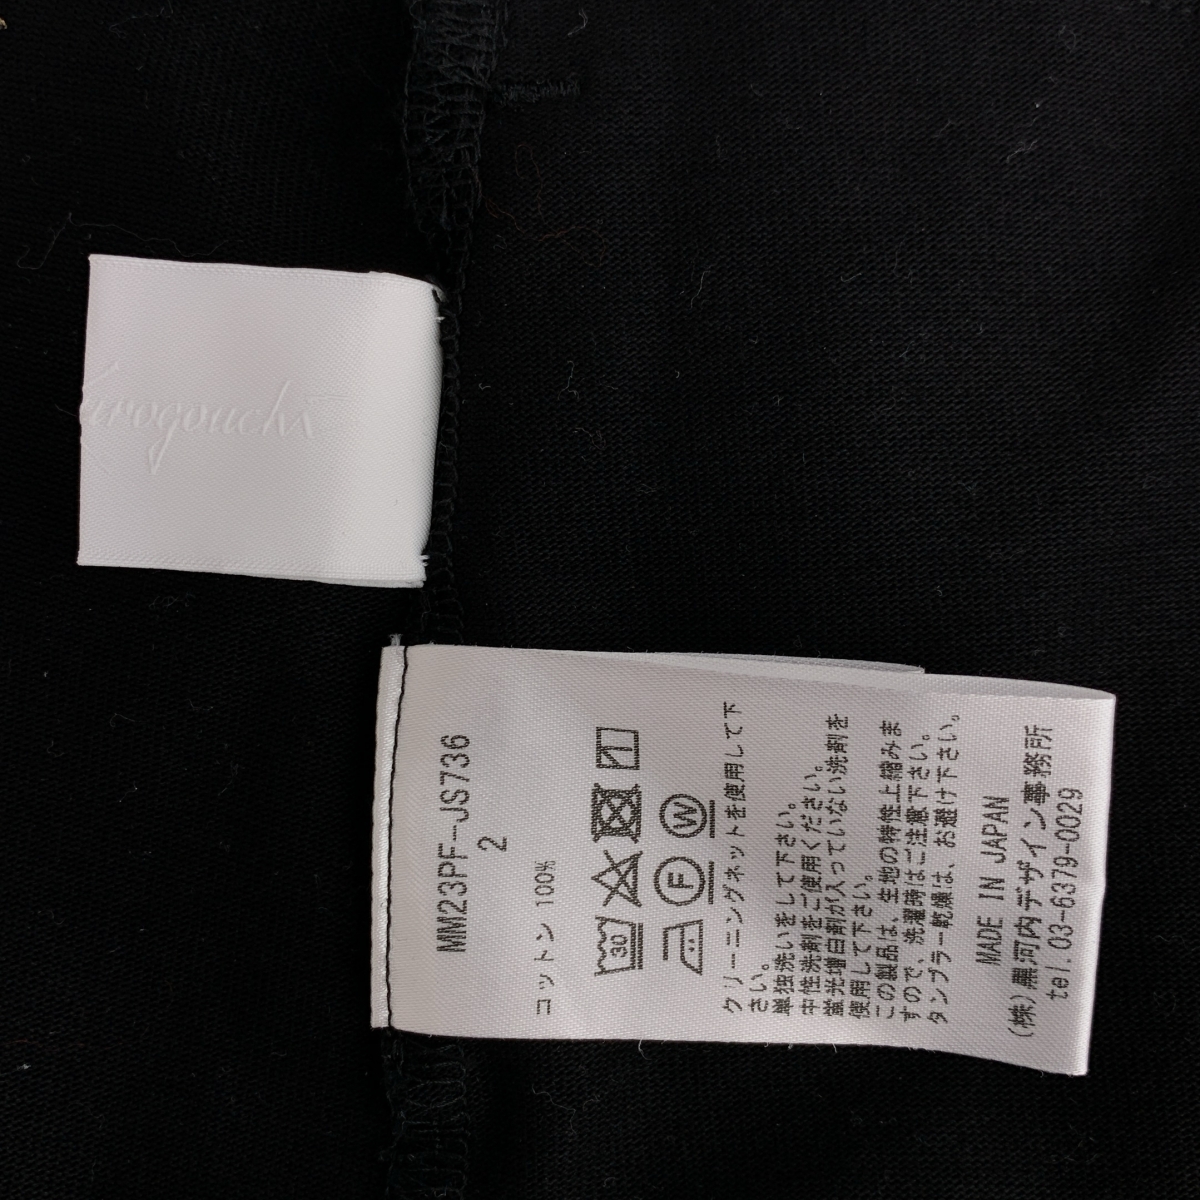 MM23PF-JS736
2
コットン 100%
30
F
W
クリーニングネットを使用して下
さい。
単独洗いをして下さい。
中性洗剤をご使用ください。
蛍光増白剤が入っていない洗剤を
使用して下さい。
この製品は、生地の特性上縮みま
すので、洗濯時はご注意下さい。
タンブラー乾燥は、お避け下さい。
MADE IN JAPAN
(株)黒河内デザイン事務所
tel.03-6379-0029